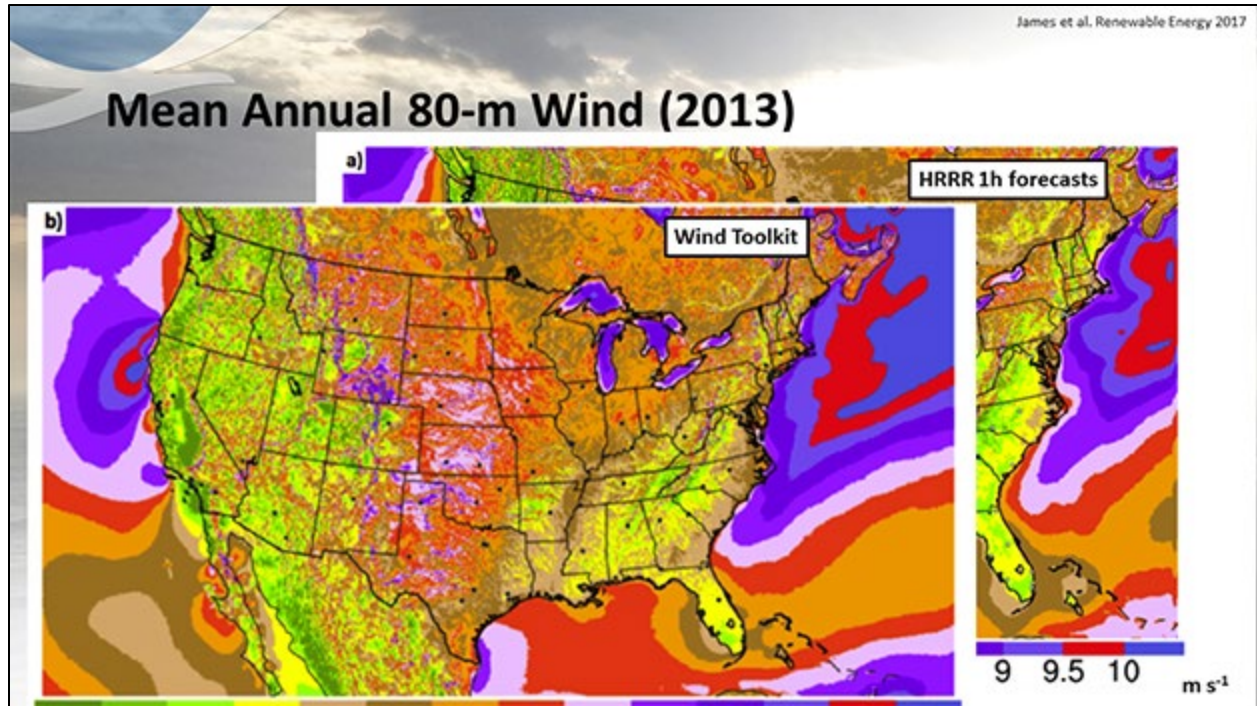 James et al. Renewable Energy 2017
Mean Annual 80-m Wind (2013)
a)
HRRR 1h forecasts
b)
Wind Toolkit
9 9.5 10
m s-1